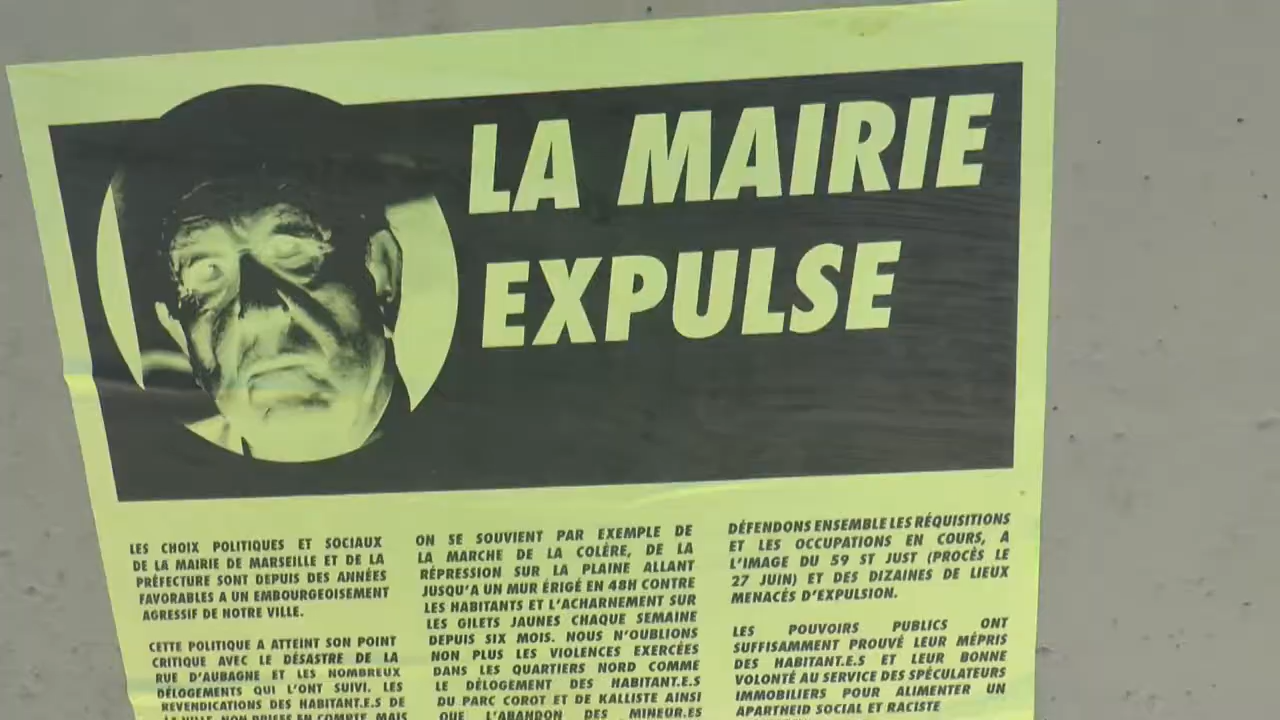 LA MAIRIE
EXPULSE
LES CHOIX POLITIQUES ET SOCIAUX
DE LA MAIRIE DE MARSEILLE ET DE LA
PRÉFECTURE SONT DEPUIS DES ANNÉES
FAVORABLES A UN EMBOURGEOISEMENT
AGRESSIF DE NOTRE VILLE.
CETTE POLITIQUE A ATTEINT SON POINT
CRITIQUE AVEC LE DÉSASTRE DE LA
RUE D'AUBAGNE ET LES NOMBREUX
DÉLOGEMENTS QUI L'ONT SUIVI. LES
REVENDICATIONS DES HABITANT.E.S DE
LA VILLE, NON PRISES EN COMPTE, MAIS
ON SE SOUVIENT PAR EXEMPLE DE
LA MARCHE DE LA COLÈRE, DE LA
RÉPRESSION SUR LA PLAINE ALLANT
JUSQU'A UN MUR ÉRIGÉ EN 48H CONTRE
LES HABITANTS ET L'ACHARNEMENT SUR
LES GILETS JAUNES CHAQUE SEMAINE
DEPUIS SIX MOIS. NOUS N'OUBLIONS
NON PLUS LES VIOLENCES EXERCÉES
DANS LES QUARTIERS NORD COMME
LE DÉLOGEMENT DES HABITANT.E.S
DU PARC COROT ET DE KALLISTE AINSI
QUE L'ABANDON DES MINEUR.ES
DÉFENDONS ENSEMBLE LES RÉQUISITIONS
ET LES OCCUPATIONS EN COURS, A
L'IMAGE DU 59 ST JUST (PROCÈS LE
27 JUIN) ET DES DIZAINES DE LIEUX
MENACÉS D'EXPULSION.
LES POUVOIRS PUBLICS ONT
SUFFISAMMENT PROUVÉ LEUR MÉPRIS
DES HABITANT.E.S ET LEUR BONNE
VOLONTÉ AU SERVICE DES SPÉCULATEURS
IMMOBILIERS POUR ALIMENTER UN
APARTHEID SOCIAL ET RACISTE